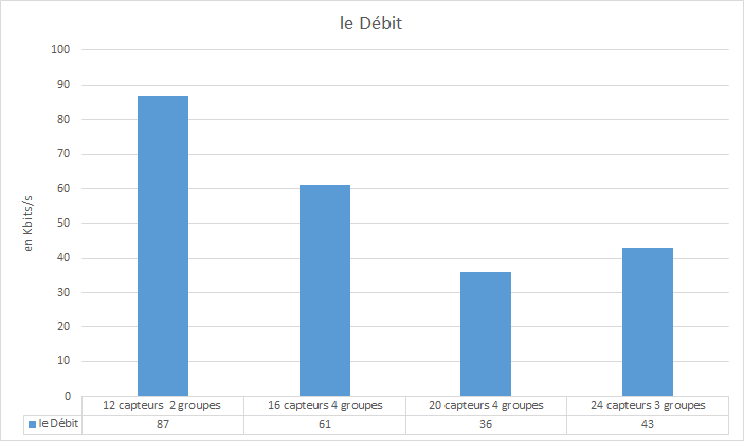 le Débit
100
90
80
70
60
50
40
30
20
10
0
en Kbits/s
12 capteurs 2 groupes 16 capteurs 4 groupes 20 capteurs 4 groupes 24 capteurs 3 groupes
le Débit 87 61 36 43